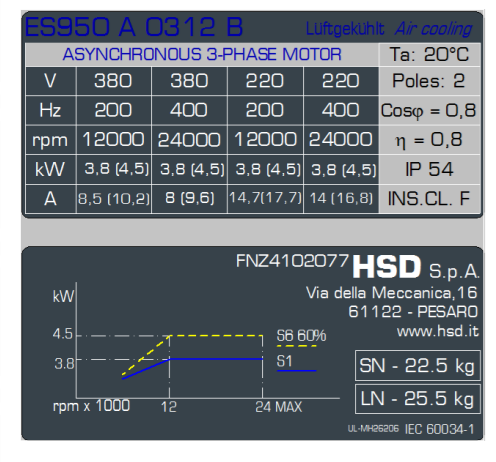 ES950 A 0312 B Lüftgekühlt Air cooling
ASYNCHRONOUS 3-PHASE MOTOR Ta: 20°C
V 380 380 220 220 Poles: 2
Hz 200 400 200 400 Cosφ = 0,8
rpm 12000 24000 12000 24000 η = 0,8
kW 3,8 (4,5) 3,8 (4,5) 3,8 (4,5) 3,8 (4,5) IP 54
A 8,5 (10,2) 8 (9,6) 14,7(17,7) 14 (16,8) INS.CL. F
FNZ4102077 HSD S.p.A.
Via della Meccanica,16
61122 - PESARO
www.hsd.it
kW
4.5 S6 60%
3.8 S1
rpm x 1000 12 24 MAX
SN - 22.5 kg
LN - 25.5 kg
UL-MH26206 IEC 60034-1